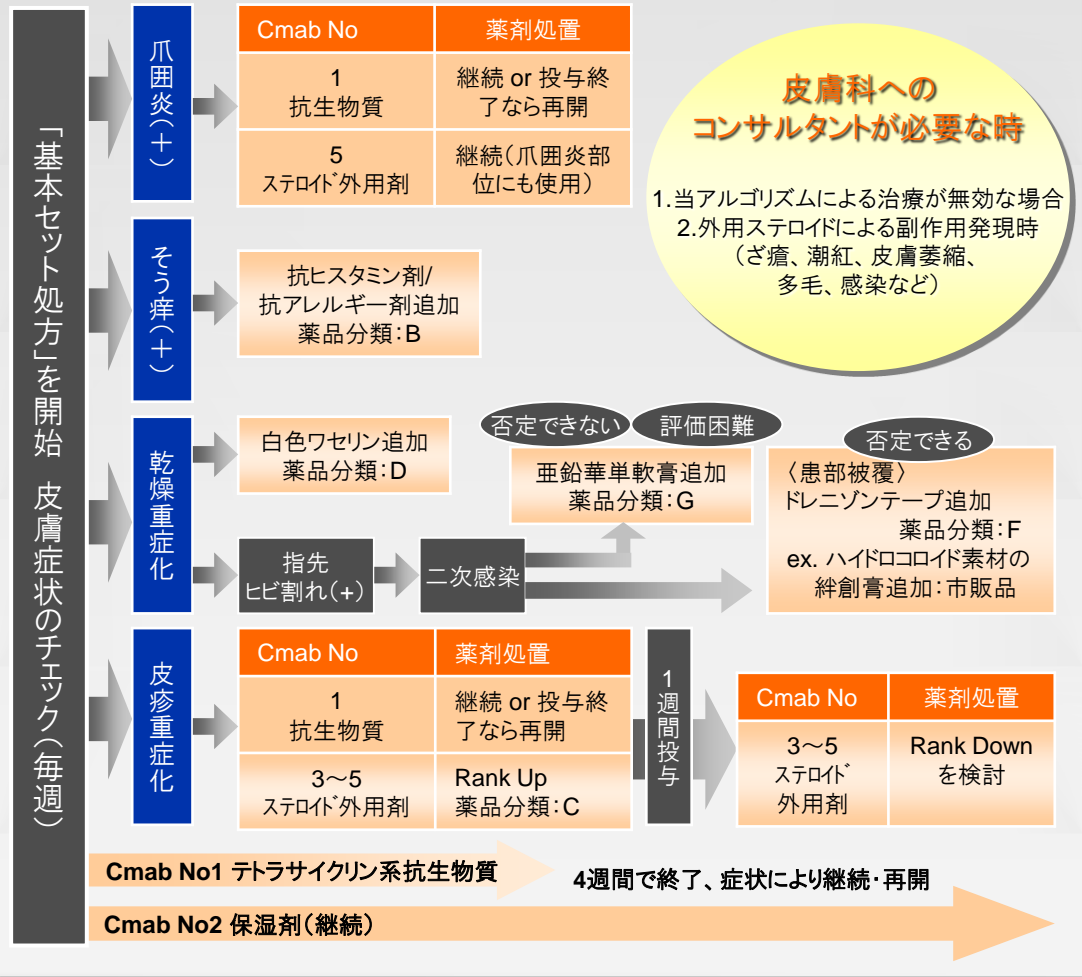 「基本セット処方」を開始 皮膚症状のチェック(毎週)
爪囲炎(+)
Cmab No
薬剤処置
1
抗生物質
継続 or 投与終
了なら再開
5
ステロイド外用剤
継続(爪囲炎部
位にも使用)
皮膚科への
コンサルタントが必要な時
1.当アルゴリズムによる治療が無効な場合
2.外用ステロイドによる副作用発現時
(ざ瘡、潮紅、皮膚萎縮、
多毛、感染など)
そう痒(+)
抗ヒスタミン剤/
抗アレルギー剤追加
薬品分類:B
乾燥重症化
白色ワセリン追加
薬品分類:D
指先
ヒビ割れ(+)
二次感染
否定できない
評価困難
亜鉛華単軟膏追加
薬品分類:G
否定できる
〈患部被覆〉
ドレニゾンテープ追加
薬品分類:F
ex. ハイドロコロイド素材の
絆創膏追加:市販品
皮疹重症化
Cmab No
薬剤処置
1
抗生物質
継続 or 投与終
了なら再開
3~5
ステロイド外用剤
Rank Up
薬品分類:C
1週間投与
Cmab No
薬剤処置
3~5
ステロイド
外用剤
Rank Down
を検討
Cmab No1 テトラサイクリン系抗生物質
4週間で終了、症状により継続・再開
Cmab No2 保湿剤(継続)